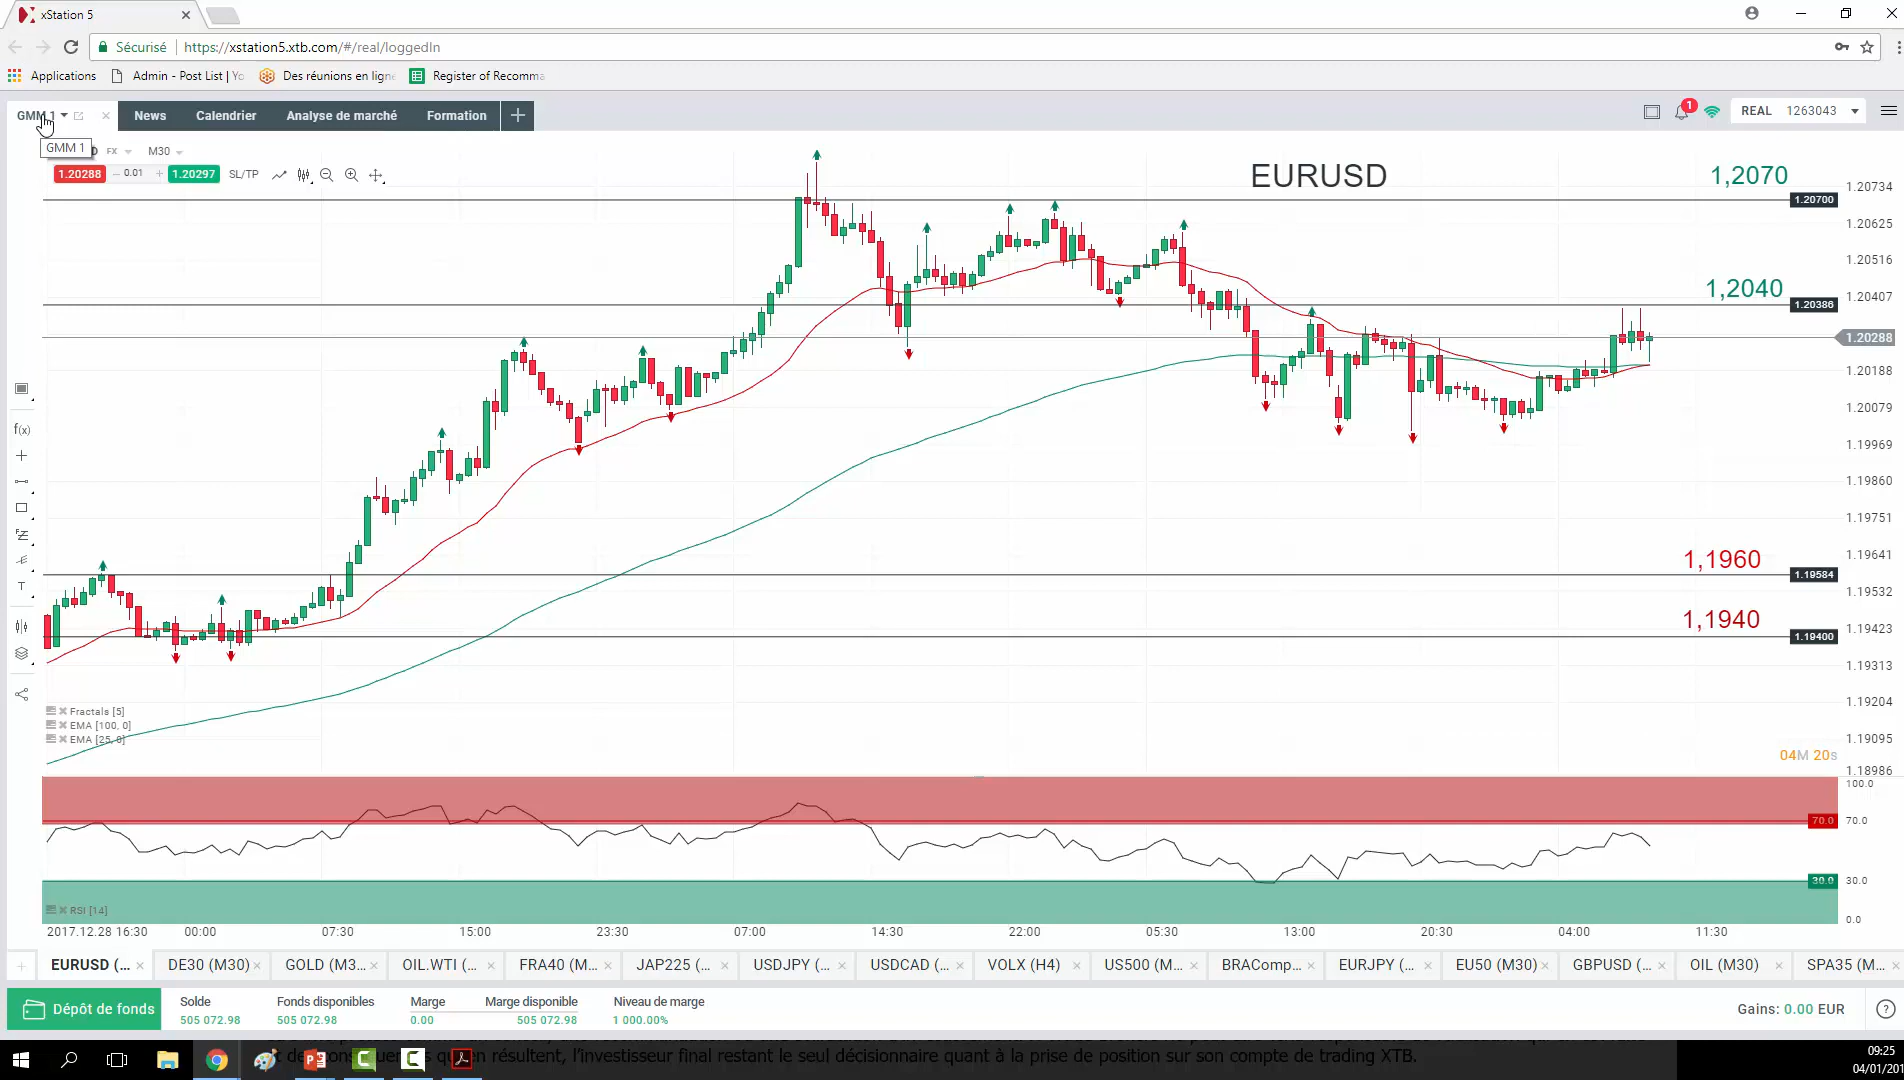 xStation 5
Sécurisé https://xstation5.xtb.com/#/real/loggedIn
Applications Admin - Post List | Des réunions en lign Register of Recomm
GMM 1 News Calendrier Analyse de marché Formation 1 REAL 1263043
GMM 1 FX M30
1.20288 0.01 1.20297 SL/TP
EURUSD
1,2070
1.20734
1.20700
1.20625
1.20516
1,2040
1.20407
1.20386
1.20288
1.20188
1.20079
1.19969
1.19860
1.19751
1.19641
1,1960
1.19584
1.19532
1,1940
1.19423
1.19400
1.19313
1.19204
1.19095
1.18986
f(x)
T
Fractals [5]
EMA [100, 0]
EMA [25, 0]
04M 20s
100.0
70.0 70.0
30.0 30.0
0.0
RSI [14]
2017.12.28 16:30 00:00 07:30 15:00 23:30 07:00 14:30 22:00 05:30 13:00 20:30 04:00 11:30
EURUSD (... DE30 (M30) GOLD (M3... OIL.WTI (... FRA40 (M... JAP225 (... USDJPY (... USDCAD (... VOLX (H4) US500 (M... BRAComp... EURJPY (... EU50 (M30) GBPUSD (... OIL (M30) SPA35 (M...
Dépôt de fonds
Solde Fonds disponibles Marge Marge disponible Niveau de marge
505 072.98 505 072.98 0.00 505 072.98 1 000.00%
Gains: 0.00 EUR
résultent, l'investisseur final restant le seul décisionnaire quant à la prise de position sur son compte de trading XTB.
09:25
04/01/201